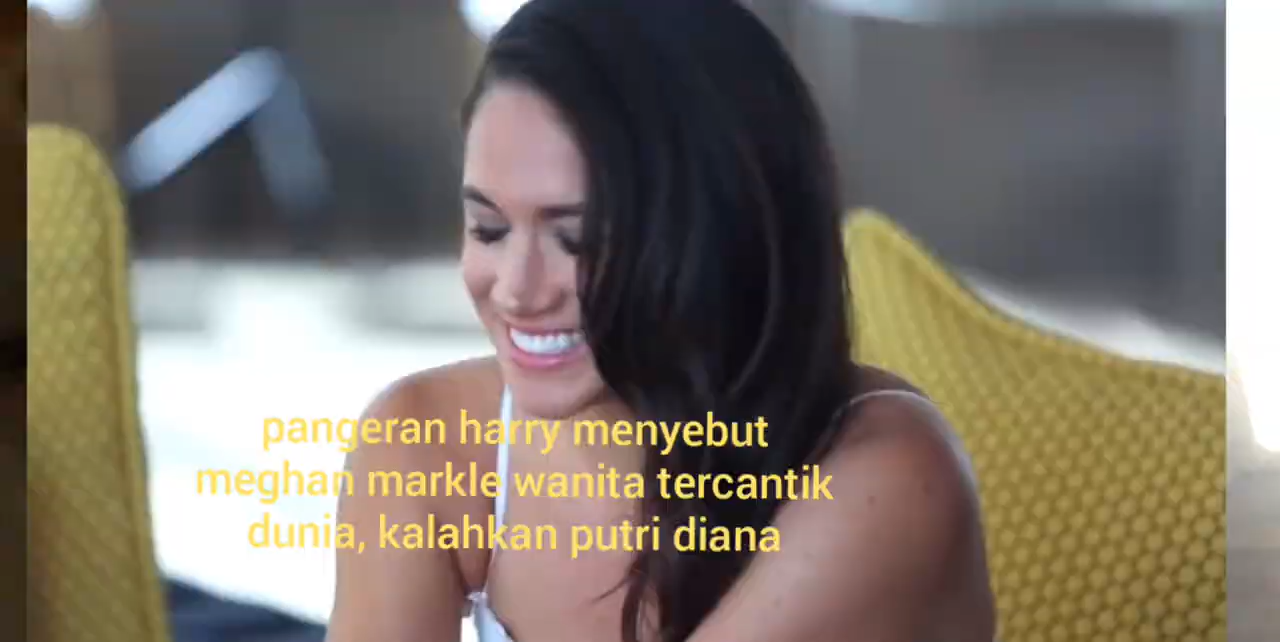 pangeran harry menyebut
meghan markle wanita tercantik
dunia, kalahkan putri diana